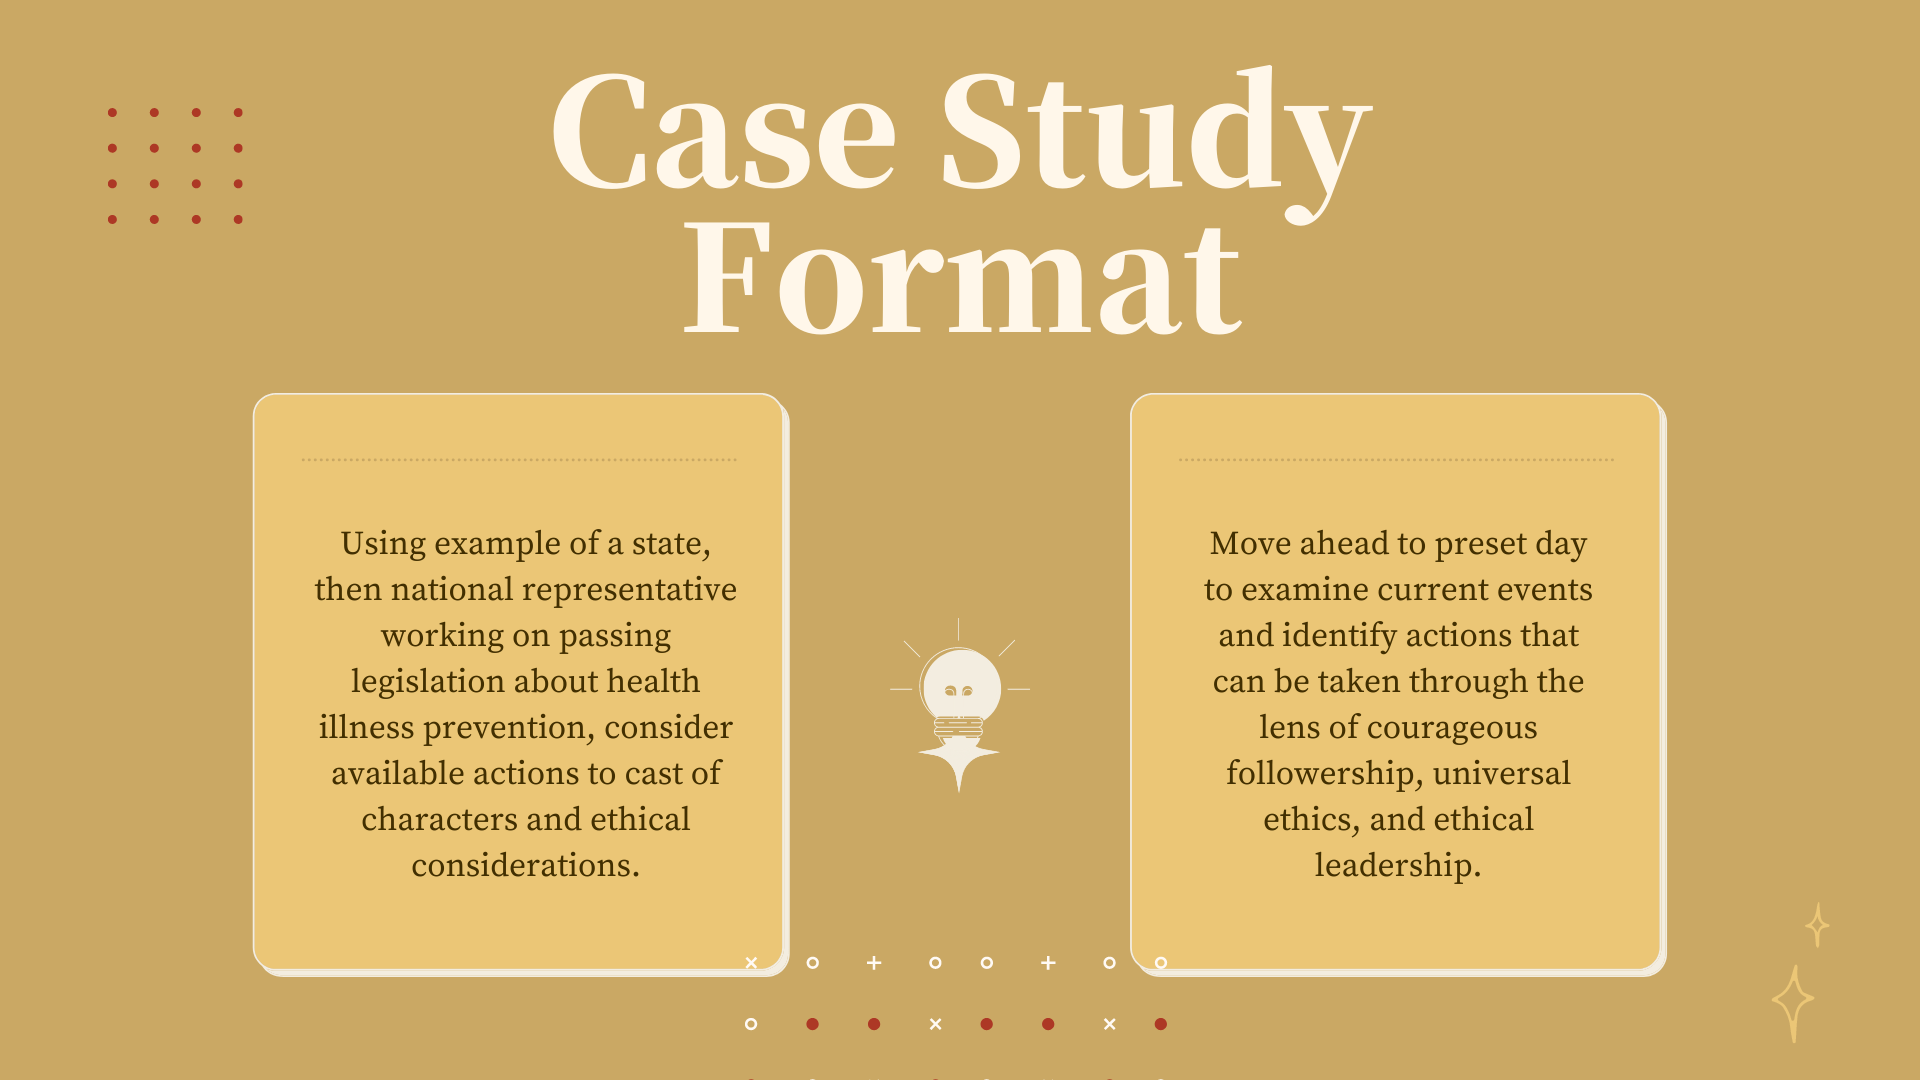 Case Study
Format
Using example of a state,
then national representative
working on passing
legislation about health
illness prevention, consider
available actions to cast of
characters and ethical
considerations.
Move ahead to preset day
to examine current events
and identify actions that
can be taken through the
lens of courageous
followership, universal
ethics, and ethical
leadership.